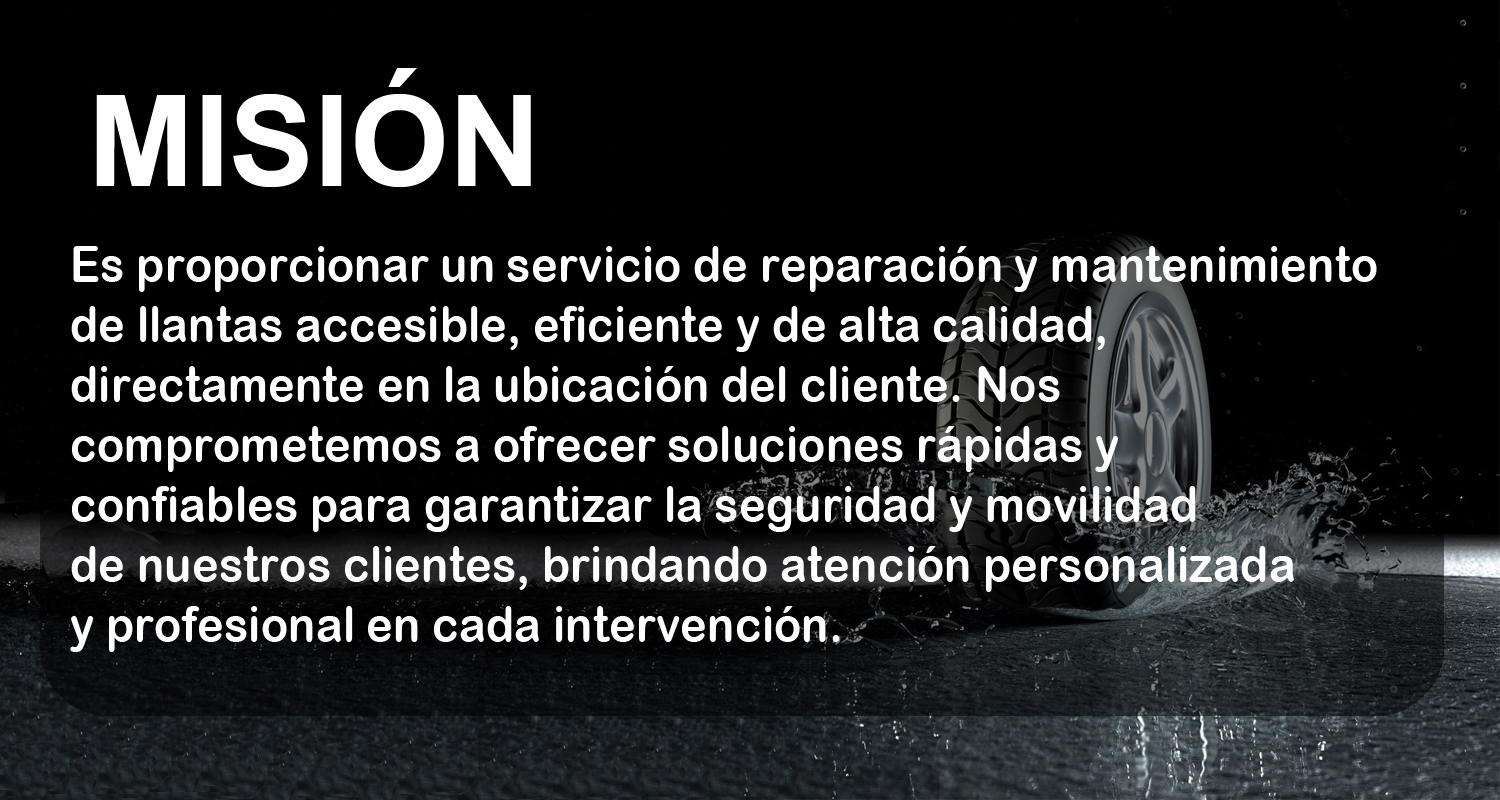 MISIÓN
Es proporcionar un servicio de reparación y mantenimiento
de llantas accesible, eficiente y de alta calidad,
directamente en la ubicación del cliente. Nos
comprometemos a ofrecer soluciones rápidas y
confiables para garantizar la seguridad y movilidad
de nuestros clientes, brindando atención personalizada
y profesional en cada intervención.